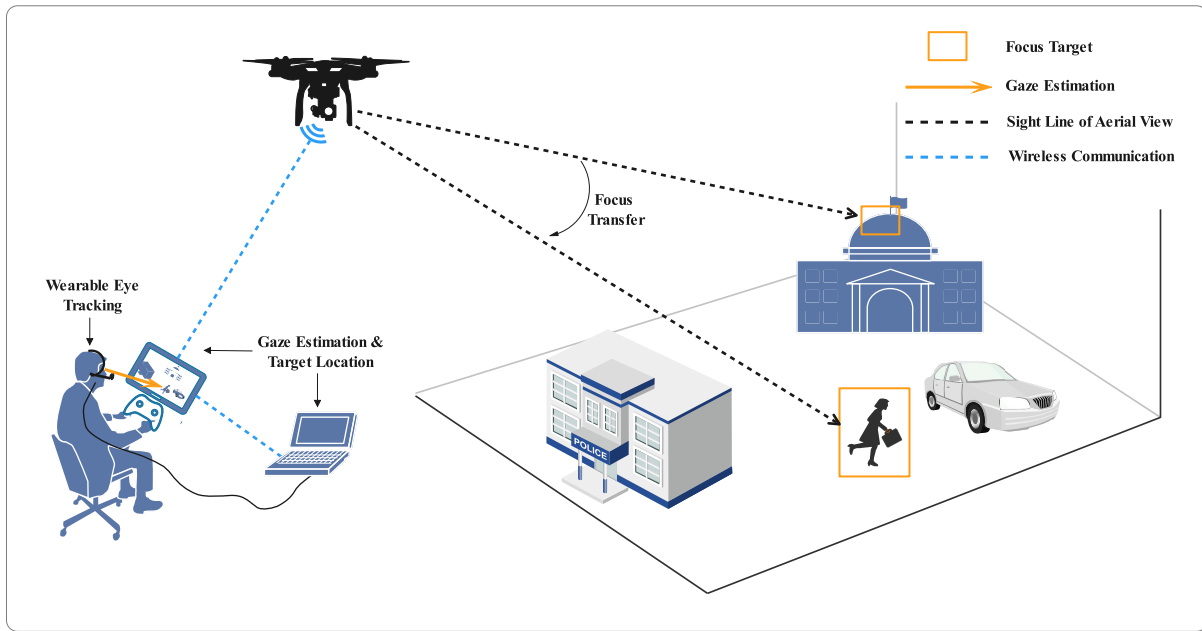 Focus Target
Gaze Estimation
Sight Line of Aerial View
Wireless Communication
Focus
Transfer
Wearable Eye
Tracking
Gaze Estimation &
Target Location
POLICE